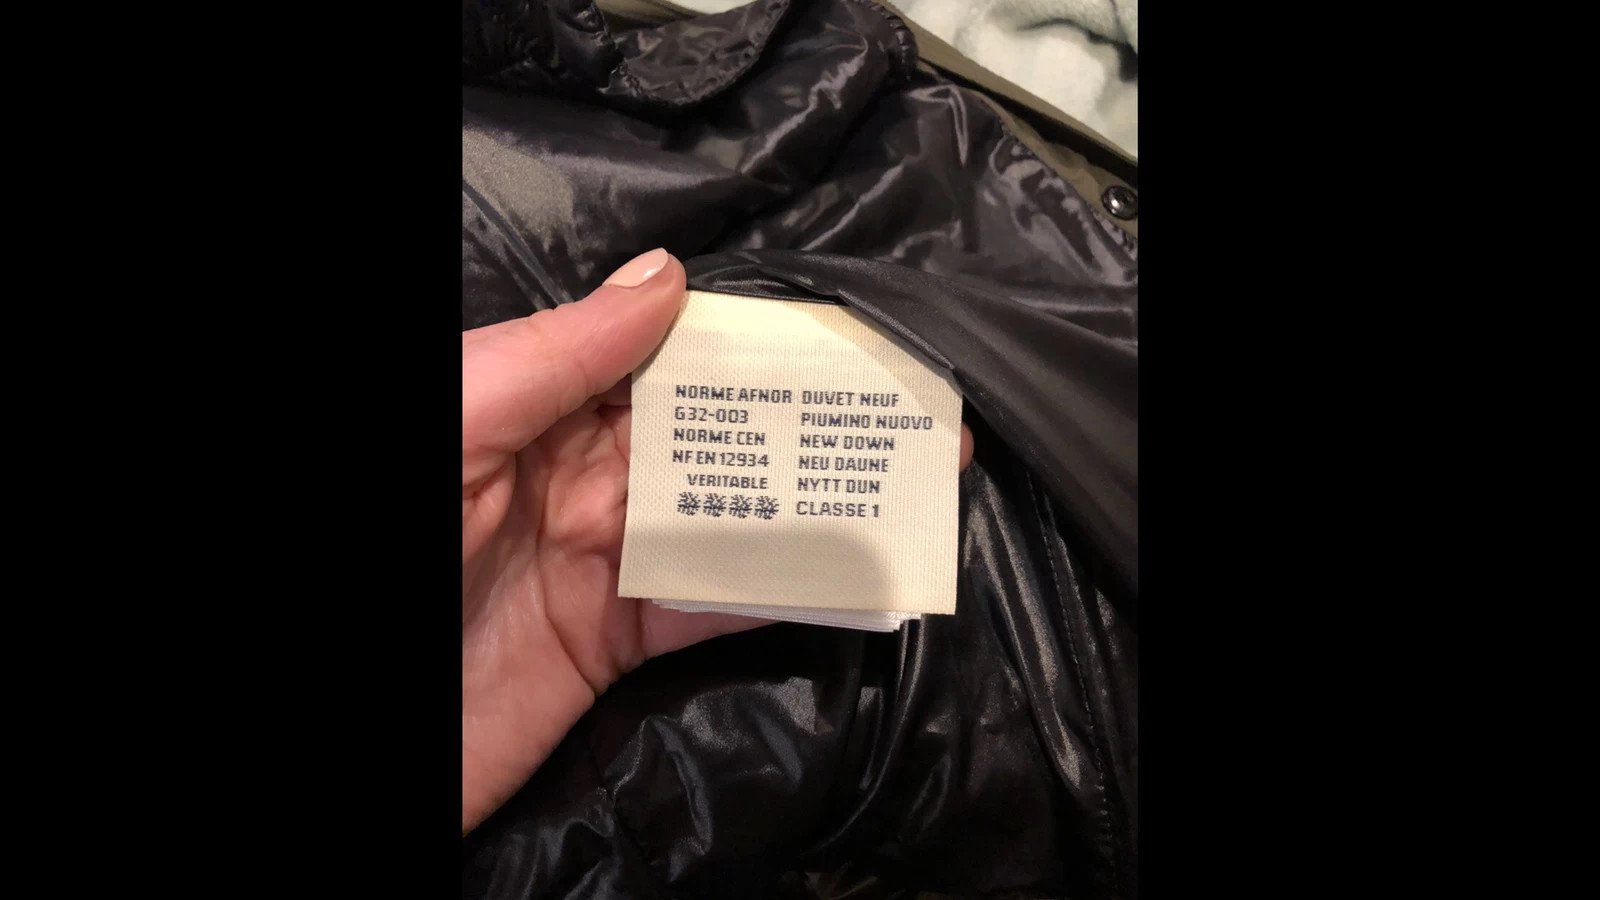 NORME AFNOR DUVET NEUF
G32-003 PIUMINO NUOVO
NORME CEN NEW DOWN
NF EN 12934 NEU DAUNE
VERITABLE NYTT DUN
CLASSE 1